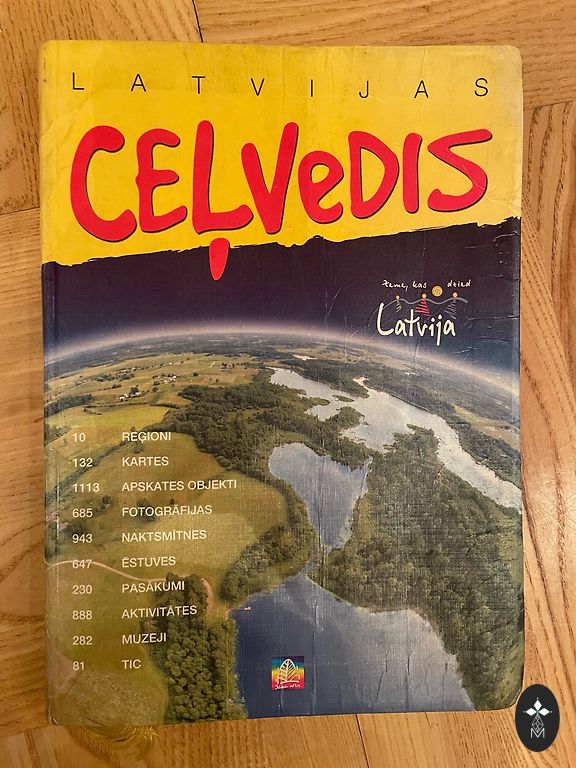 LATVIJAS
CEĻVeDIS
Zeme, kas dzied
Latvija
10 REĢIONI
132 KARTES
1113 APSKATES OBJEKTI
685 FOTOGRĀFIJAS
943 NAKTSMĪTNES
647 ĒSTUVES
230 PASĀKUMI
888 AKTIVITĀTES
282 MUZEJI
81 TIC
M